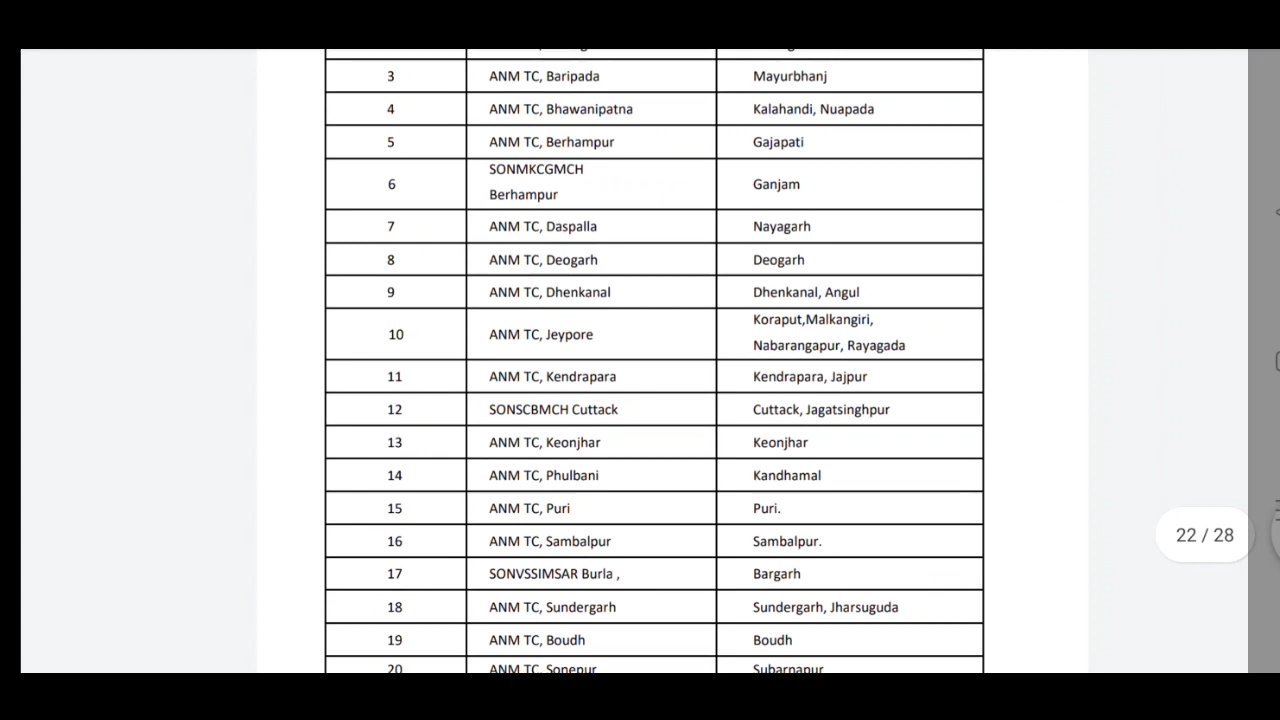 3 ANM TC, Baripada Mayurbhanj
4 ANM TC, Bhawanipatna Kalahandi, Nuapada
5 ANM TC, Berhampur Gajapati
6 SONMKCGMCH
Berhampur Ganjam
7 ANM TC, Daspalla Nayagarh
8 ANM TC, Deogarh Deogarh
9 ANM TC, Dhenkanal Dhenkanal, Angul
10 ANM TC, Jeypore Koraput,Malkangiri,
Nabarangapur, Rayagada
11 ANM TC, Kendrapara Kendrapara, Jajpur
12 SONSCBMCH Cuttack Cuttack, Jagatsinghpur
13 ANM TC, Keonjhar Keonjhar
14 ANM TC, Phulbani Kandhamal
15 ANM TC, Puri Puri.
16 ANM TC, Sambalpur Sambalpur.
17 SONVSSIMSAR Burla , Bargarh
18 ANM TC, Sundergarh Sundergarh, Jharsuguda
19 ANM TC, Boudh Boudh
20 ANM TC, Sonepur Subarnapur
22 / 28